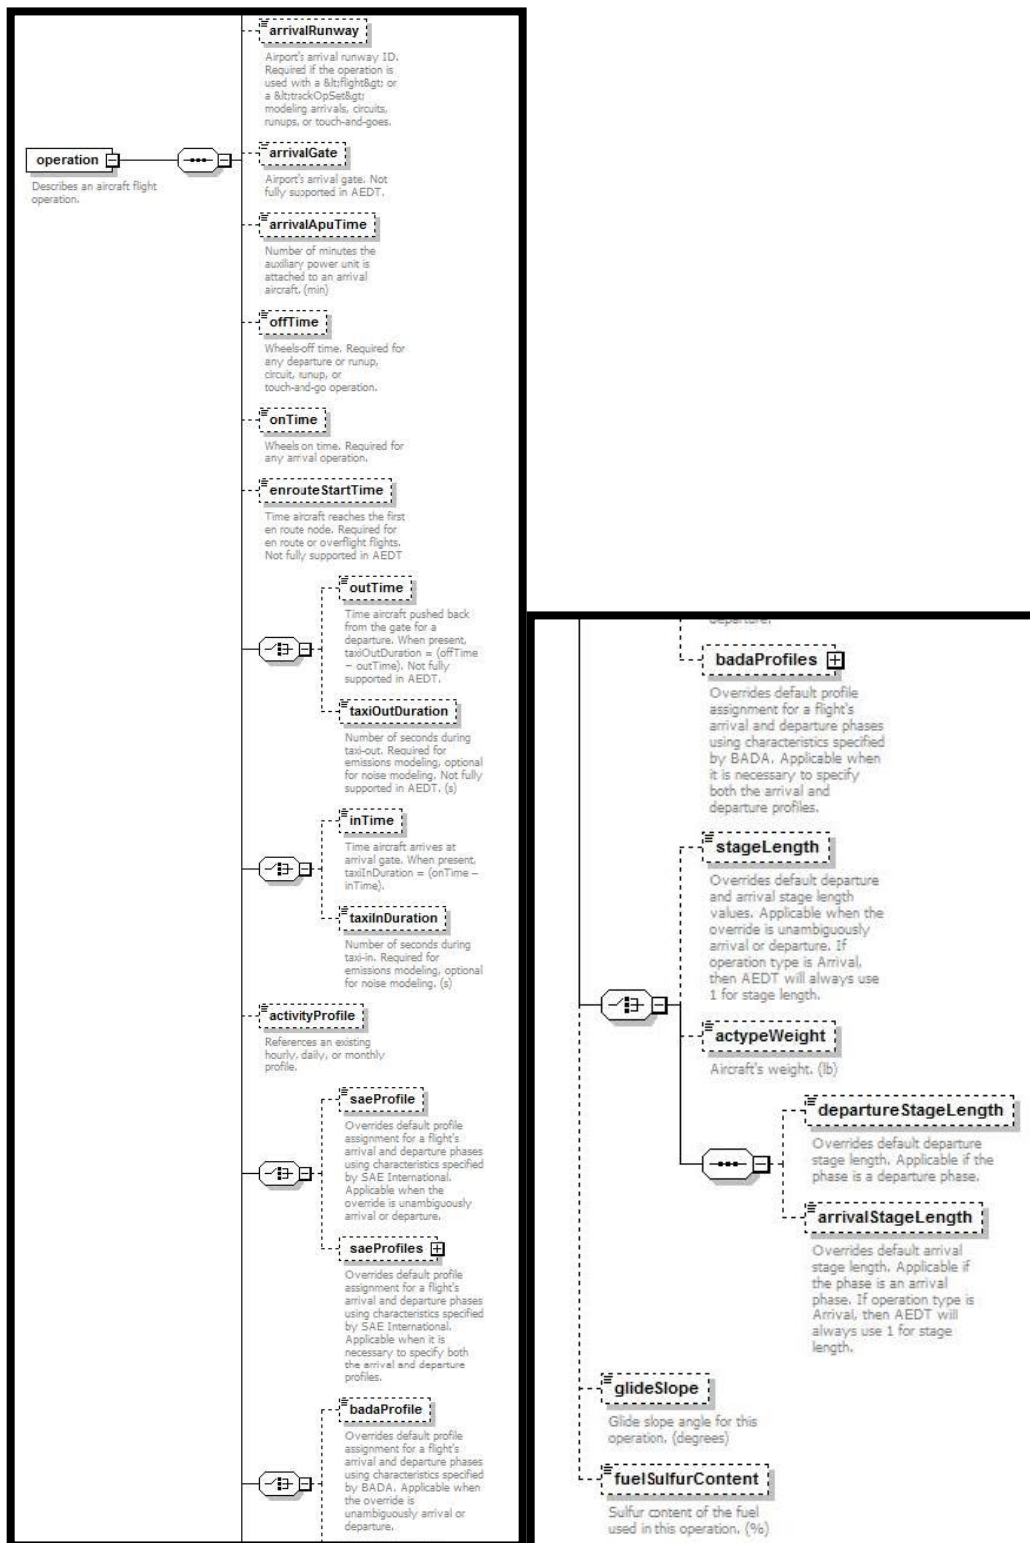 arrivalRunway
Airport's arrival runway ID.
Required if the operation is
used with a &lt;flight&gt; or
a &lt;trackOpSet&gt;
modeling arrivals, circuits,
runups, or touch-and-goes.
operation
Describes an aircraft flight
operation.
arrivalGate
Airport's arrival gate. Not
fully supported in AEDT.
arrivalApuTime
Number of minutes the
auxiliary power unit is
attached to an arrival
aircraft. (min)
offTime
Wheels-off time. Required for
any departure or runup,
circuit, runup, or
touch-and-go operation.
onTime
Wheels on time. Required for
any arrival operation.
enrouteStartTime
Time aircraft reaches the first
en route node. Required for
en route or overflight flights.
Not fully supported in AEDT
outTime
Time aircraft pushed back
from the gate for a
departure. When present,
taxiOutDuration = (offTime
− outTime). Not fully
supported in AEDT.
taxiOutDuration
Number of seconds during
taxi-out. Required for
emissions modeling, optional
for noise modeling. Not fully
supported in AEDT. (s)
inTime
Time aircraft arrives at
arrival gate. When present,
taxiInDuration = (onTime −
inTime).
taxiInDuration
Number of seconds during
taxi-in. Required for
emissions modeling, optional
for noise modeling. (s)
activityProfile
References an existing
hourly, daily, or monthly
profile.
saeProfile
Overrides default profile
assignment for a flight's
arrival and departure phases
using characteristics specified
by SAE International.
Applicable when the
override is unambiguously
arrival or departure.
saeProfiles
Overrides default profile
assignment for a flight's
arrival and departure phases
using characteristics specified
by SAE International.
Applicable when it is
necessary to specify both
the arrival and departure
profiles.
badaProfile
Overrides default profile
assignment for a flight's
arrival and departure phases
using characteristics specified
by BADA. Applicable when
the override is
unambiguously arrival or
departure.
departure.
badaProfiles
Overrides default profile
assignment for a flight's
arrival and departure phases
using characteristics specified
by BADA. Applicable when
it is necessary to specify
both the arrival and
departure profiles.
stageLength
Overrides default departure
and arrival stage length
values. Applicable when the
override is unambiguously
arrival or departure. If
operation type is Arrival,
then AEDT will always use
1 for stage length.
actypeWeight
Aircraft's weight. (lb)
departureStageLength
Overrides default departure
stage length. Applicable if the
phase is a departure phase.
arrivalStageLength
Overrides default arrival
stage length. Applicable if
the phase is an arrival
phase. If operation type is
Arrival, then AEDT will
always use 1 for stage
length.
glideSlope
Glide slope angle for this
operation. (degrees)
fuelSulfurContent
Sulfur content of the fuel
used in this operation. (%)